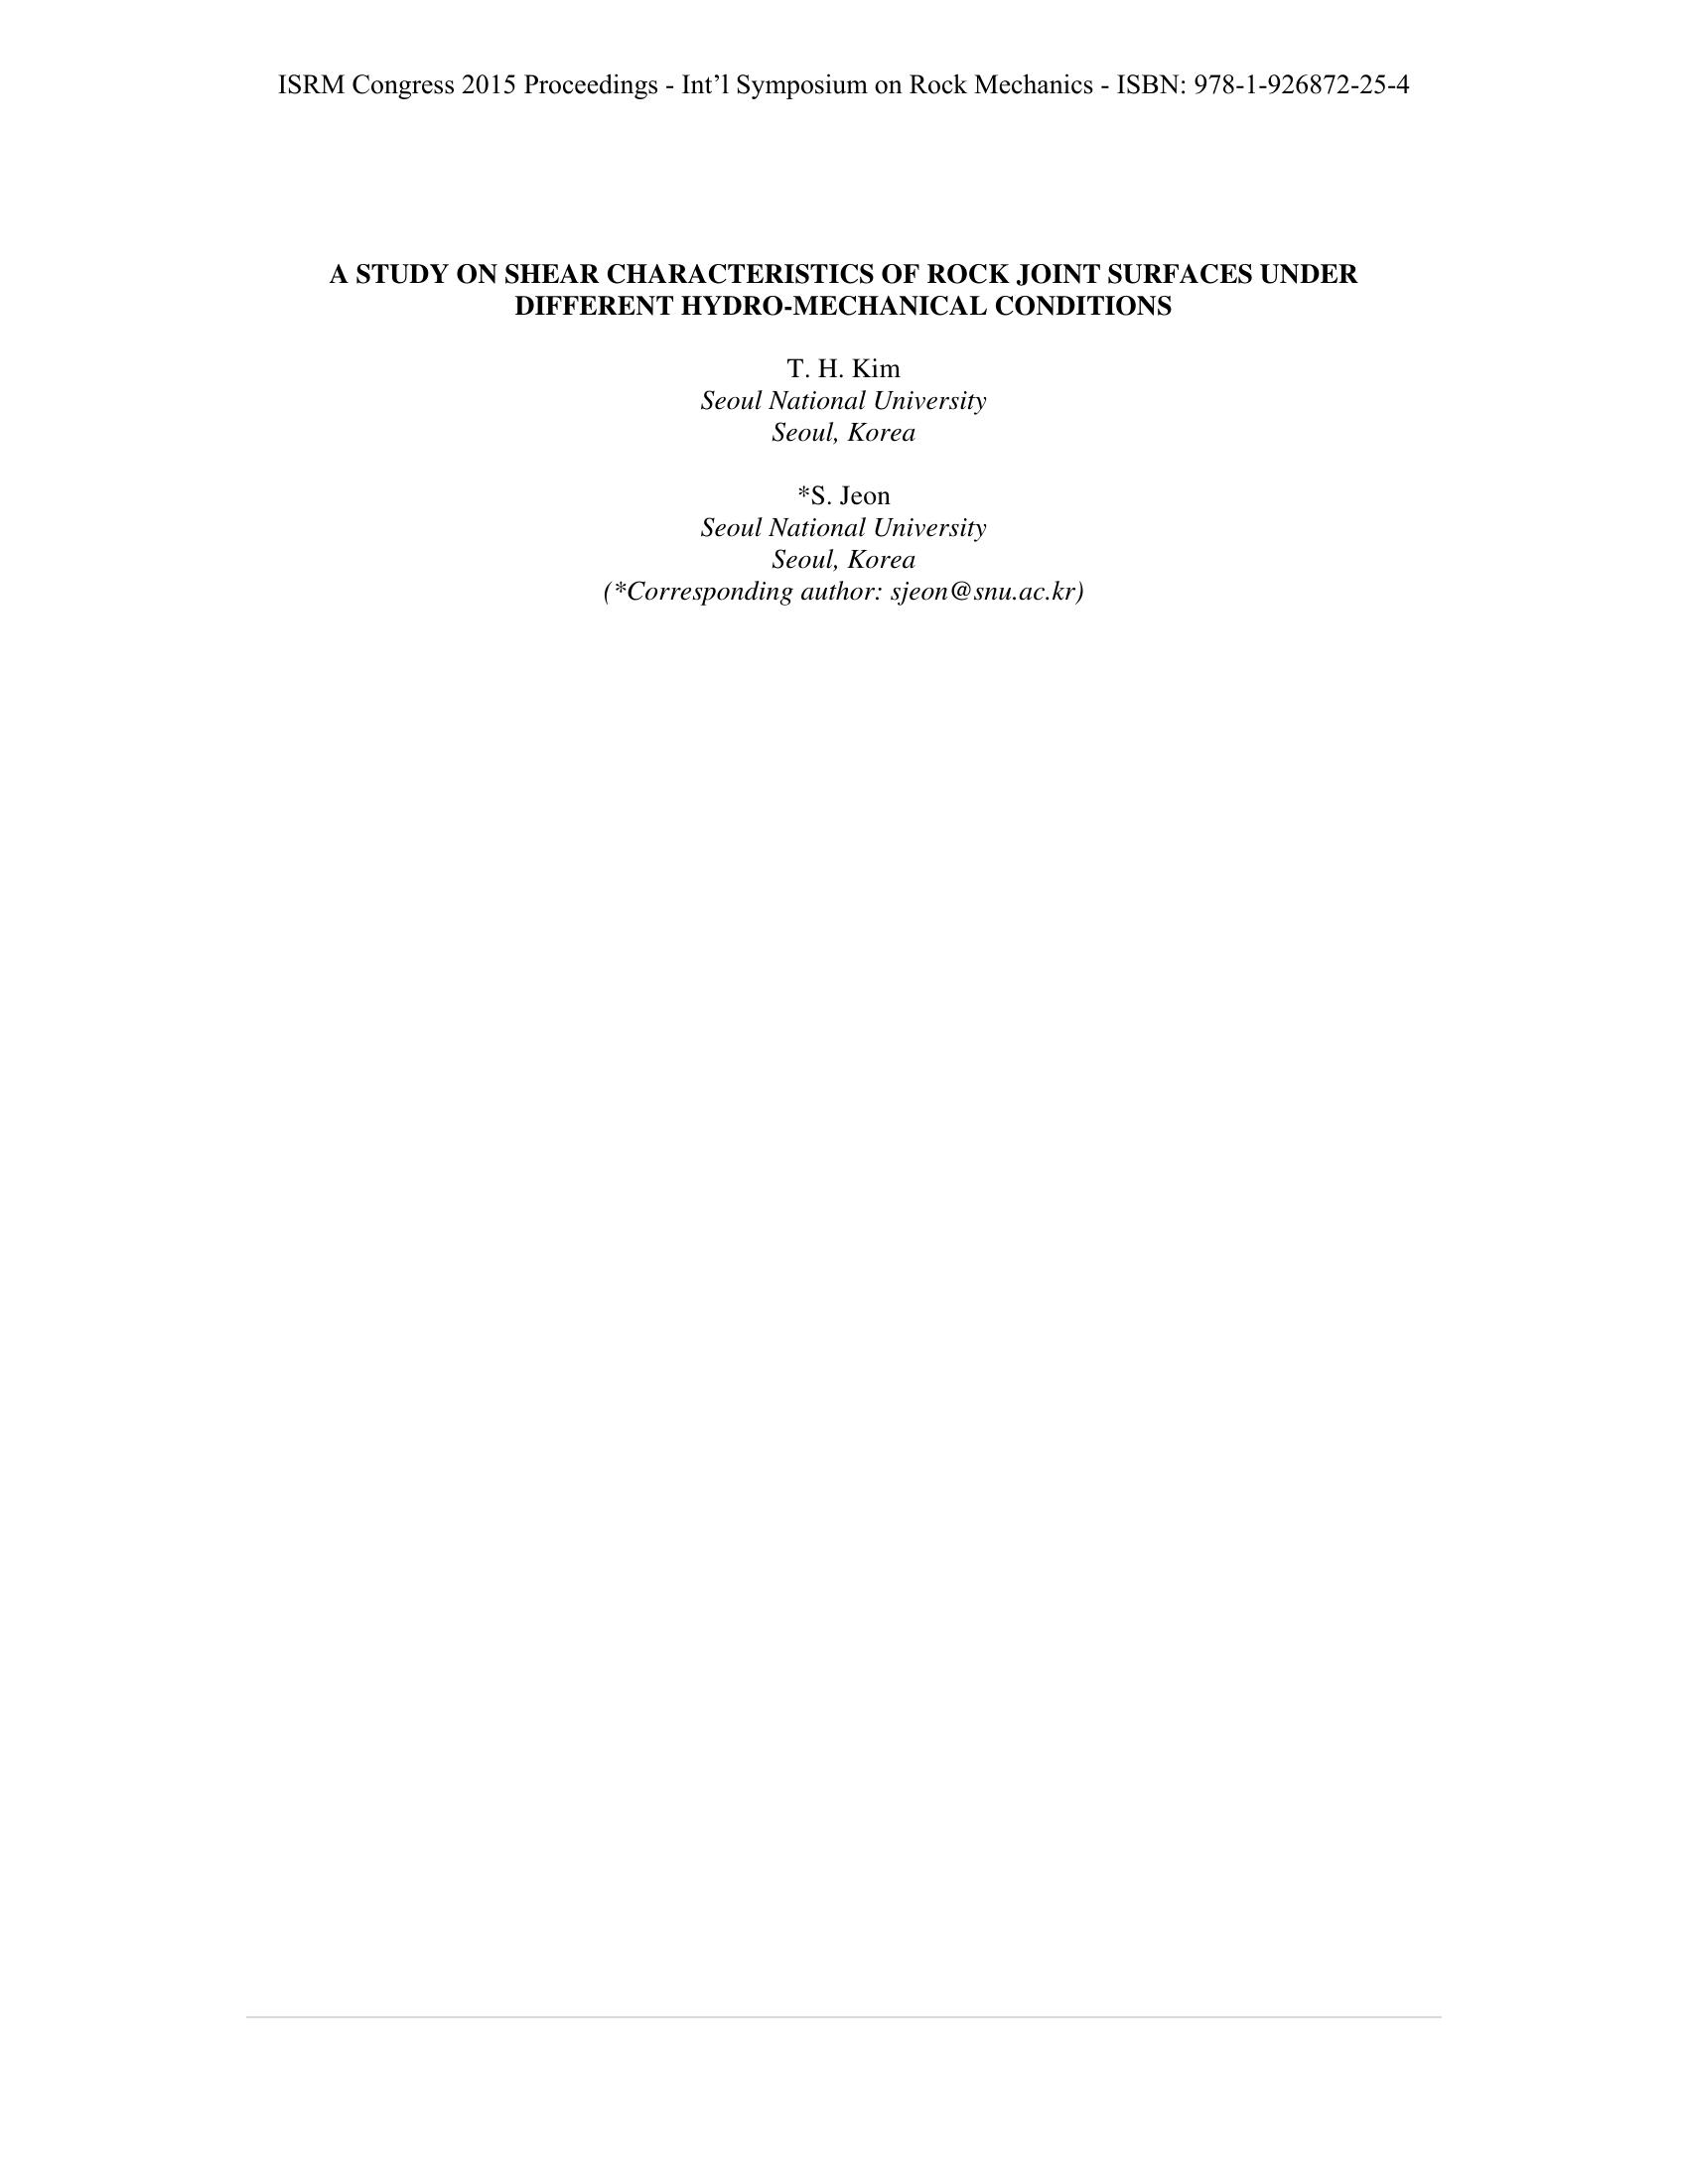 ISRM Congress 2015 Proceedings - Int’l Symposium on Rock Mechanics - ISBN: 978-1-926872-25-4
A STUDY ON SHEAR CHARACTERISTICS OF ROCK JOINT SURFACES UNDER
DIFFERENT HYDRO-MECHANICAL CONDITIONS
T. H. Kim
Seoul National University
Seoul, Korea
*S. Jeon
Seoul National University
Seoul, Korea
(*Corresponding author: sjeon@snu.ac.kr)